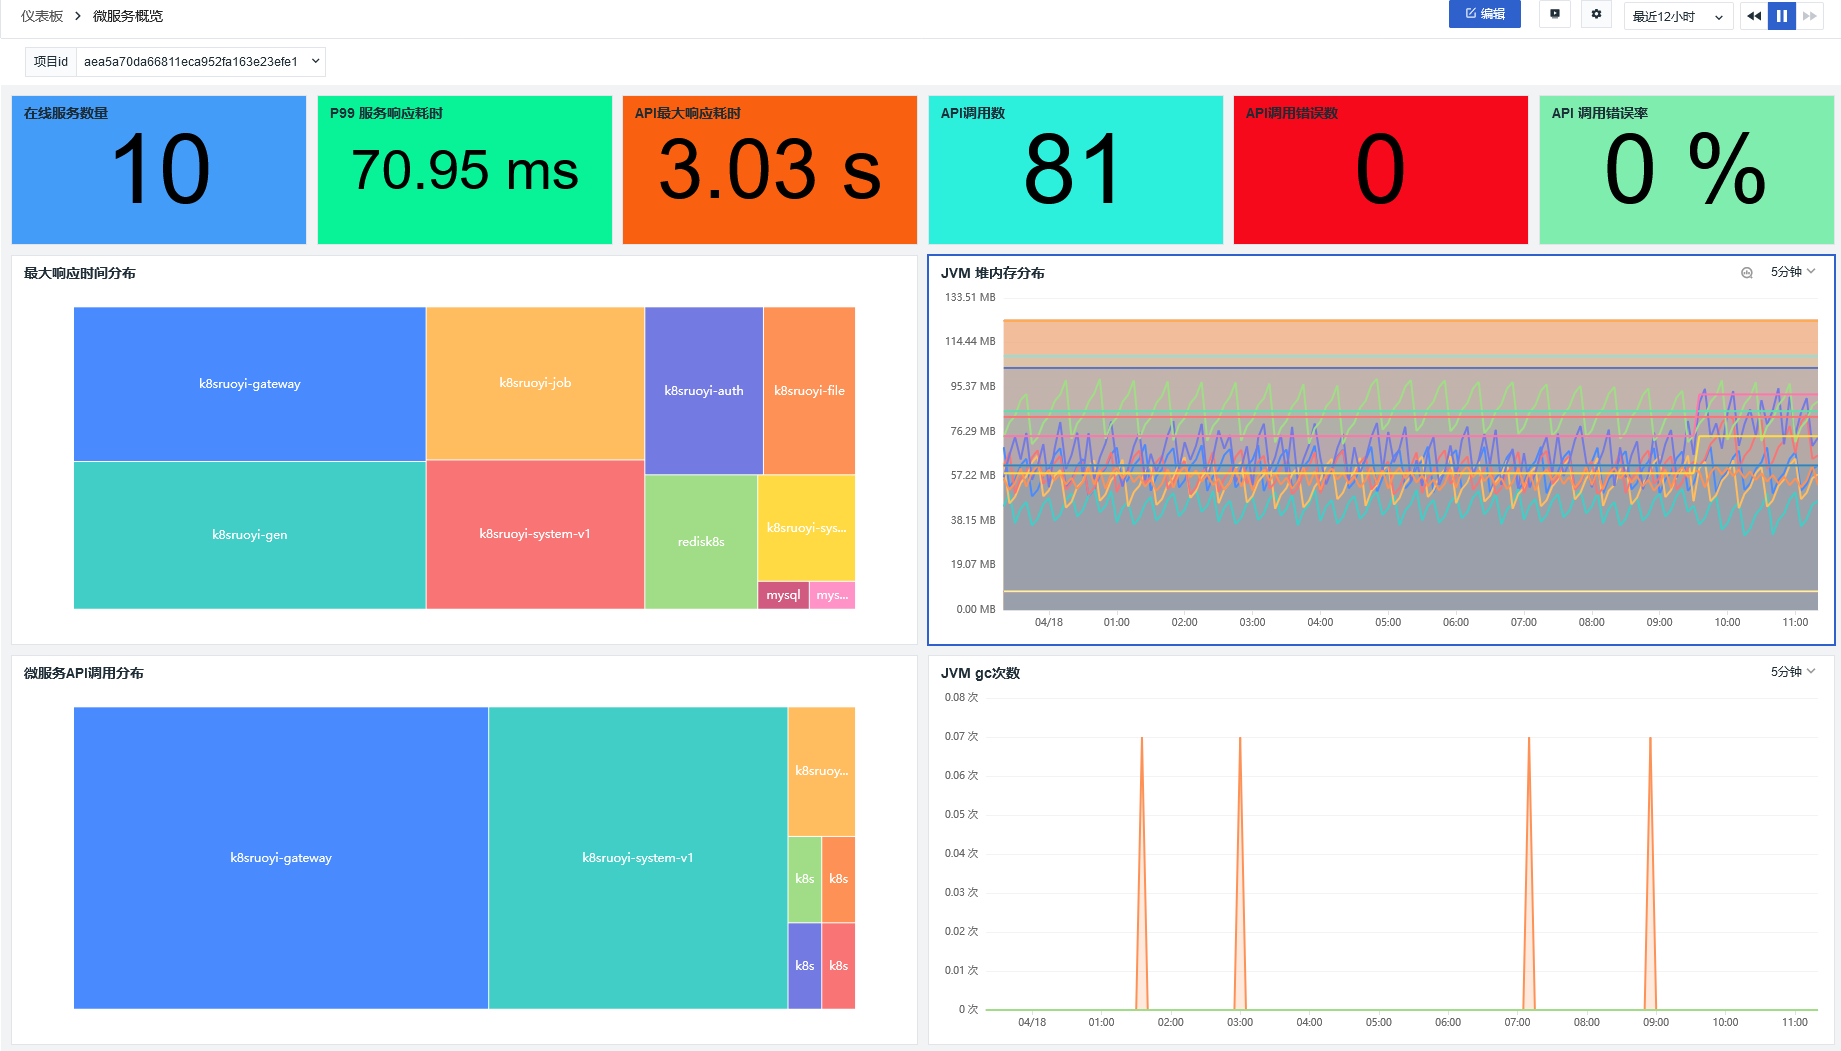 仪表板 > 微服务概览
编辑
最近12小时
项目id aea5a70da66811eca952fa163e23efe1
在线服务数量
10
P99 服务响应耗时
70.95 ms
API最大响应耗时
3.03 s
API调用数
81
API调用错误数
0
API 调用错误率
0 %
最大响应时间分布
k8sruoyi-gateway
k8sruoyi-job
k8sruoyi-auth
k8sruoyi-file
k8sruoyi-gen
k8sruoyi-system-v1
redisk8s
k8sruoyi-sys...
mysql
mys...
JVM 堆内存分布
5分钟
133.51 MB
114.44 MB
95.37 MB
76.29 MB
57.22 MB
38.15 MB
19.07 MB
0.00 MB
04/18 01:00 02:00 03:00 04:00 05:00 06:00 07:00 08:00 09:00 10:00 11:00
微服务API调用分布
k8sruoyi-gateway
k8sruoyi-system-v1
k8sruoy...
k8s
k8s
k8s
k8s
JVM gc次数
5分钟
0.08 次
0.07 次
0.06 次
0.05 次
0.04 次
0.03 次
0.02 次
0.01 次
0 次
04/18 01:00 02:00 03:00 04:00 05:00 06:00 07:00 08:00 09:00 10:00 11:00